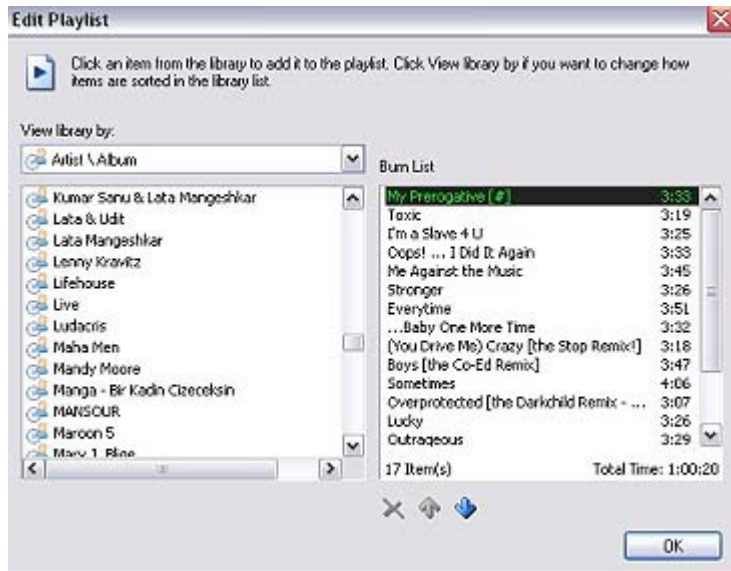 Edit Playlist
Click an item from the library to add it to the playlist. Click View library by if you want to change how
items are sorted in the library list.
View library by:
Artist \ Album
Kumar Sanu & Lata Mangeshkar
Lata & Udit
Lata Mangeshkar
Lenny Kravitz
Lifehouse
Live
Ludacris
Maha Men
Mandy Moore
Manga - Bir Kadin Cizeceksin
MANSOUR
Maroon 5
Mary J. Blige
Burn List
My Prerogative [#] 3:33
Toxic 3:19
I'm a Slave 4 U 3:25
Oops! ... I Did It Again 3:33
Me Against the Music 3:45
Stronger 3:26
Everytime 3:51
...Baby One More Time 3:32
(You Drive Me) Crazy [the Stop Remix!] 3:18
Boys [the Co-Ed Remix] 3:47
Sometimes 4:06
Overprotected [the Darkchild Remix - ... 3:07
Lucky 3:26
Outrageous 3:29
17 Item(s) Total Time: 1:00:20
OK